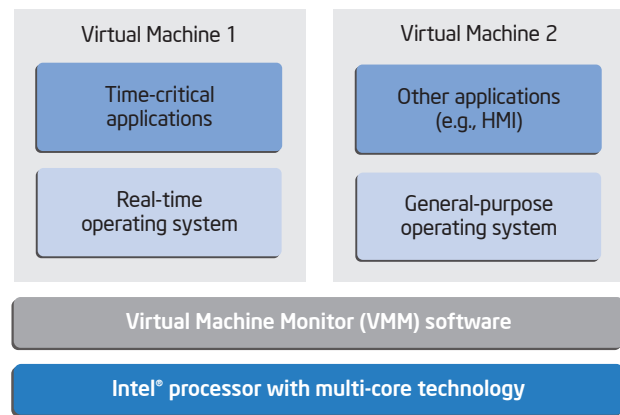 Virtual Machine 1
Time-critical
applications
Real-time
operating system
Virtual Machine 2
Other applications
(e.g., HMI)
General-purpose
operating system
Virtual Machine Monitor (VMM) software
Intel® processor with multi-core technology